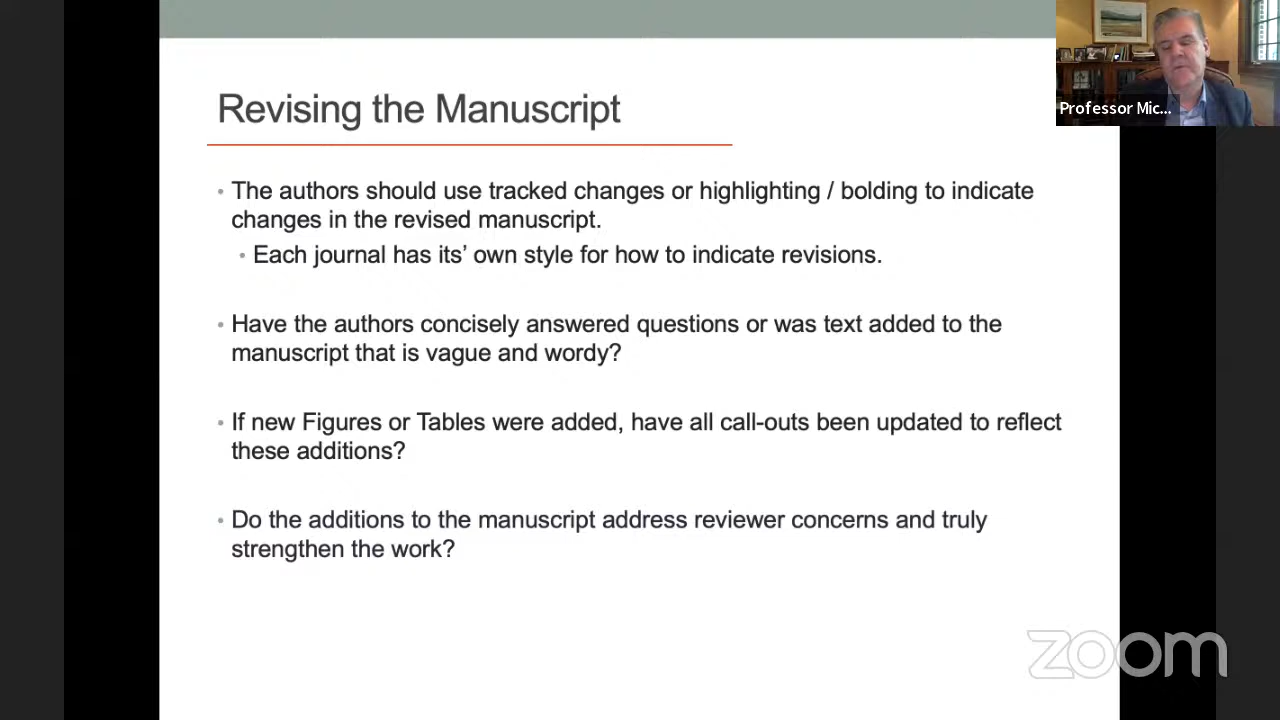 Revising the Manuscript
Professor Mic...
• The authors should use tracked changes or highlighting / bolding to indicate
changes in the revised manuscript.
• Each journal has its’ own style for how to indicate revisions.
• Have the authors concisely answered questions or was text added to the
manuscript that is vague and wordy?
• If new Figures or Tables were added, have all call-outs been updated to reflect
these additions?
• Do the additions to the manuscript address reviewer concerns and truly
strengthen the work?
zoom